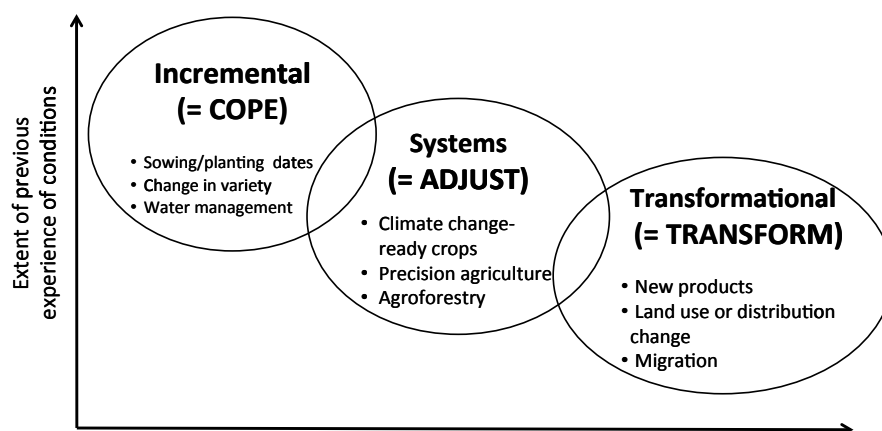 Extent of previous
experience of conditions
Incremental
(= COPE)
• Sowing/planting dates
• Change in variety
• Water management
Systems
(= ADJUST)
• Climate change-
ready crops
• Precision agriculture
• Agroforestry
Transformational
(= TRANSFORM)
• New products
• Land use or distribution
change
• Migration